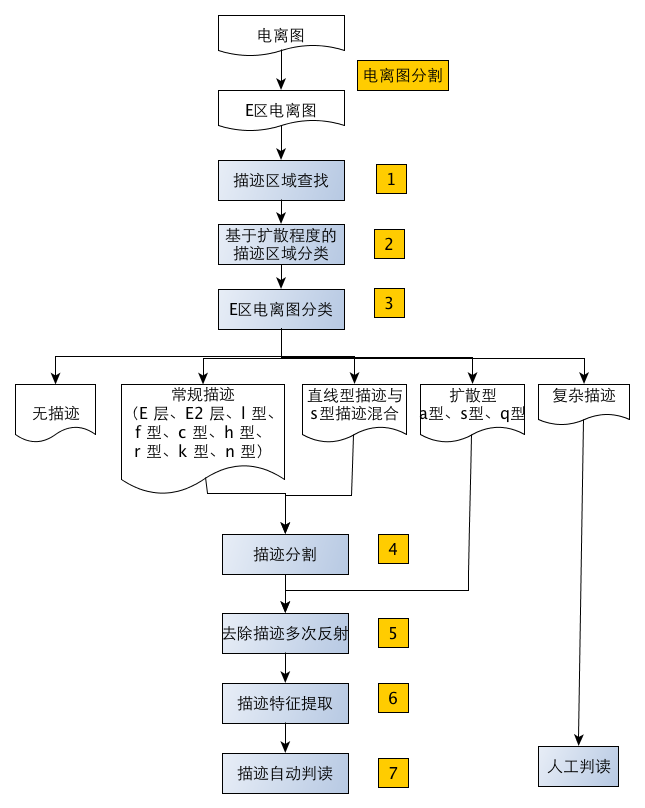 电离图
电离图分割
E区电离图
描迹区域查找
1
基于扩散程度的
描迹区域分类
2
E区电离图分类
3
无描迹
常规描迹
（E 层、E2 层、l 型、
f 型、c 型、h 型、
r 型、k 型、n 型）
直线型描迹与
s型描迹混合
扩散型
a型、s型、q型
复杂描迹
描迹分割
4
去除描迹多次反射
5
描迹特征提取
6
描迹自动判读
7
人工判读